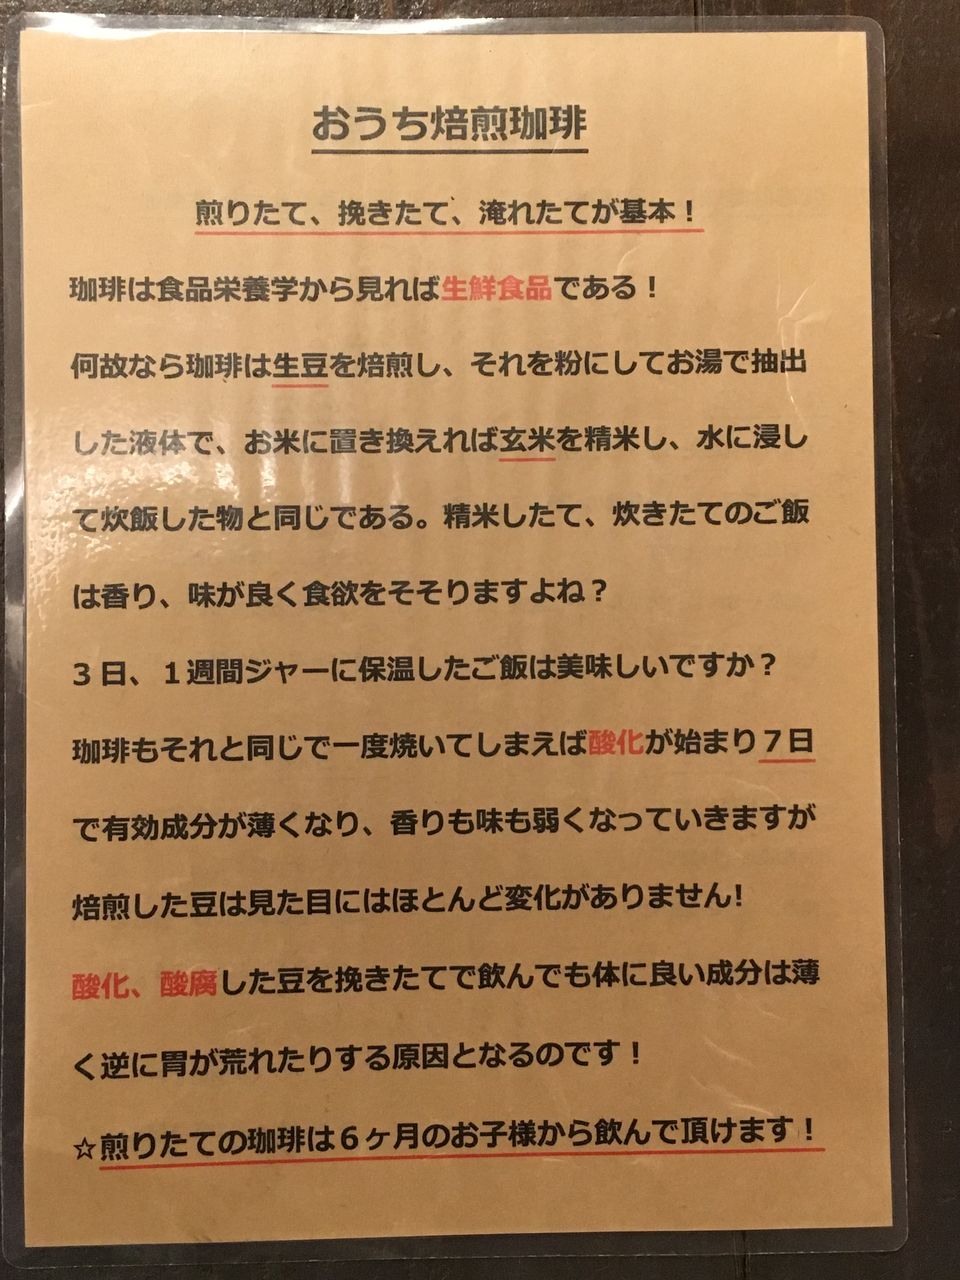 おうち焙煎珈琲
煎りたて、挽きたて、淹れたてが基本！
珈琲は食品栄養学から見れば生鮮食品である！
何故なら珈琲は生豆を焙煎し、それを粉にしてお湯で抽出
した液体で、お米に置き換えれば玄米を精米し、水に浸し
て炊飯した物と同じである。精米したて、炊きたてのご飯
は香り、味が良く食欲をそそりますよね？
３日、１週間ジャーに保温したご飯は美味しいですか？
珈琲もそれと同じで一度焼いてしまえば酸化が始まり７日
で有効成分が薄くなり、香りも味も弱くなっていきますが
焙煎した豆は見た目にはほとんど変化がありません!
酸化、酸腐した豆を挽きたてで飲んでも体に良い成分は薄
く逆に胃が荒れたりする原因となるのです！
☆煎りたての珈琲は６ヶ月のお子様から飲んで頂けます！